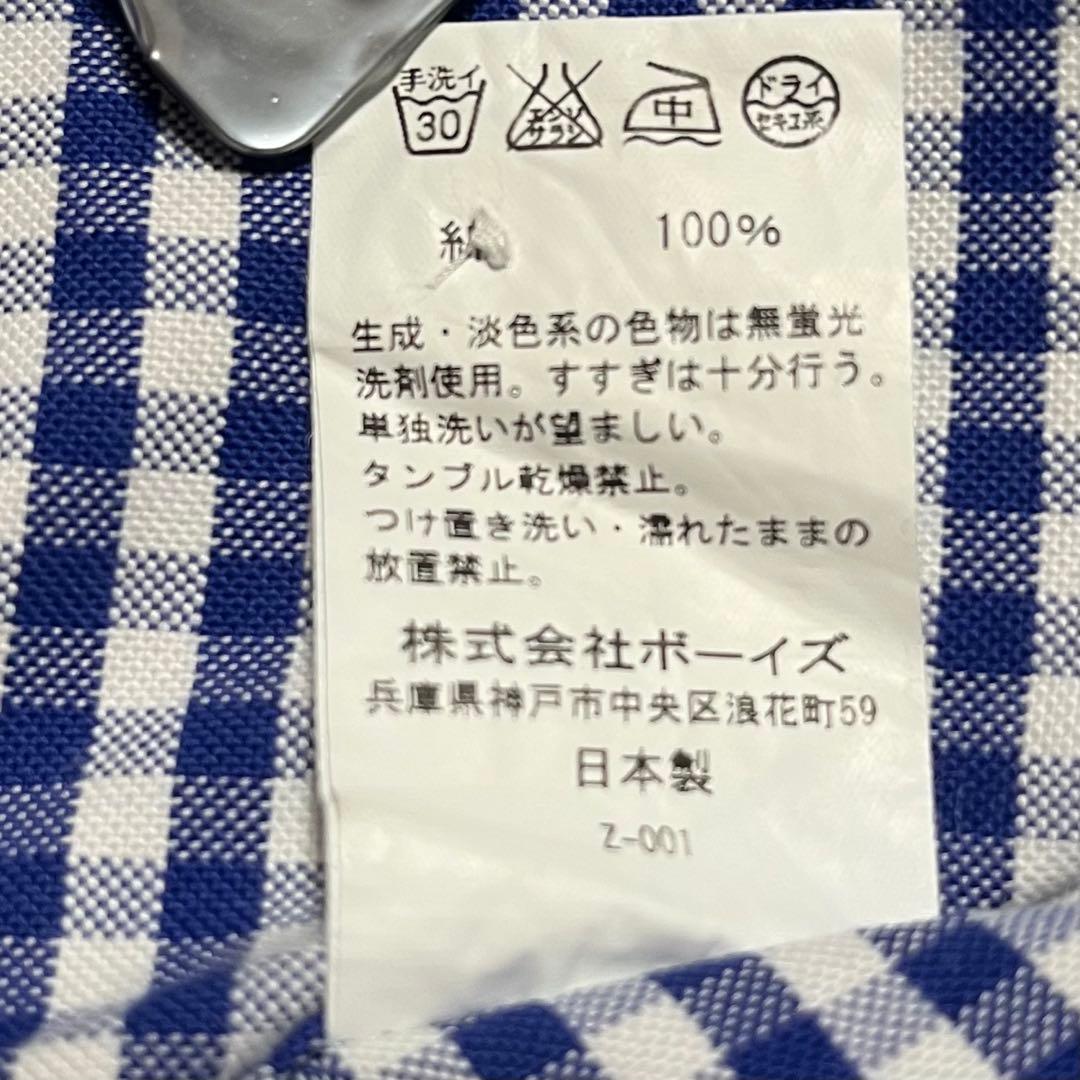 手洗イ 30 エンソサラシ 中 ドライ セキユ系
100%
生成・淡色系の色物は無蛍光
洗剤使用。すすぎは十分行う。
単独洗いが望ましい。
タンブル乾燥禁止。
つけ置き洗い・濡れたままの
放置禁止。
株式会社ボーイズ
兵庫県神戸市中央区浪花町59
日本製
Z-001